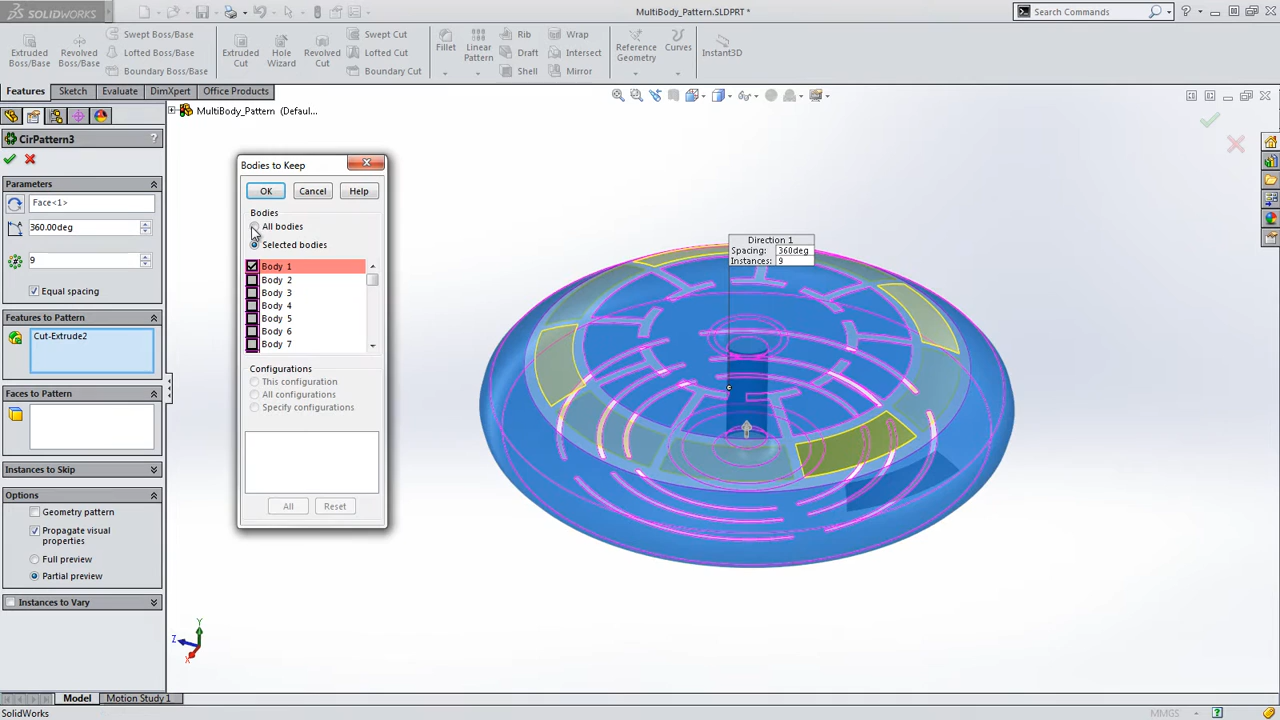 SOLIDWORKS
MultiBody_Pattern.SLDPRT *
Search Commands
Extruded Boss/Base
Revolved Boss/Base
Swept Boss/Base
Lofted Boss/Base
Boundary Boss/Base
Extruded Cut
Hole Wizard
Revolved Cut
Swept Cut
Lofted Cut
Boundary Cut
Fillet
Linear Pattern
Rib
Draft
Shell
Wrap
Intersect
Mirror
Reference Geometry
Curves
Instant3D
Features
Sketch
Evaluate
DimXpert
Office Products
MultiBody_Pattern (Defaul...
CirPattern3
?
Parameters
Face<1>
360.00deg
9
Equal spacing
Features to Pattern
Cut-Extrude2
Faces to Pattern
Instances to Skip
Options
Geometry pattern
Propagate visual
properties
Full preview
Partial preview
Instances to Vary
Bodies to Keep
OK Cancel Help
Bodies
All bodies
Selected bodies
Body 1
Body 2
Body 3
Body 4
Body 5
Body 6
Body 7
Configurations
This configuration
All configurations
Specify configurations
All Reset
Direction 1
Spacing: 360deg
Instances: 9
Y
Z
X
Model
Motion Study 1
SolidWorks
MMGS
?